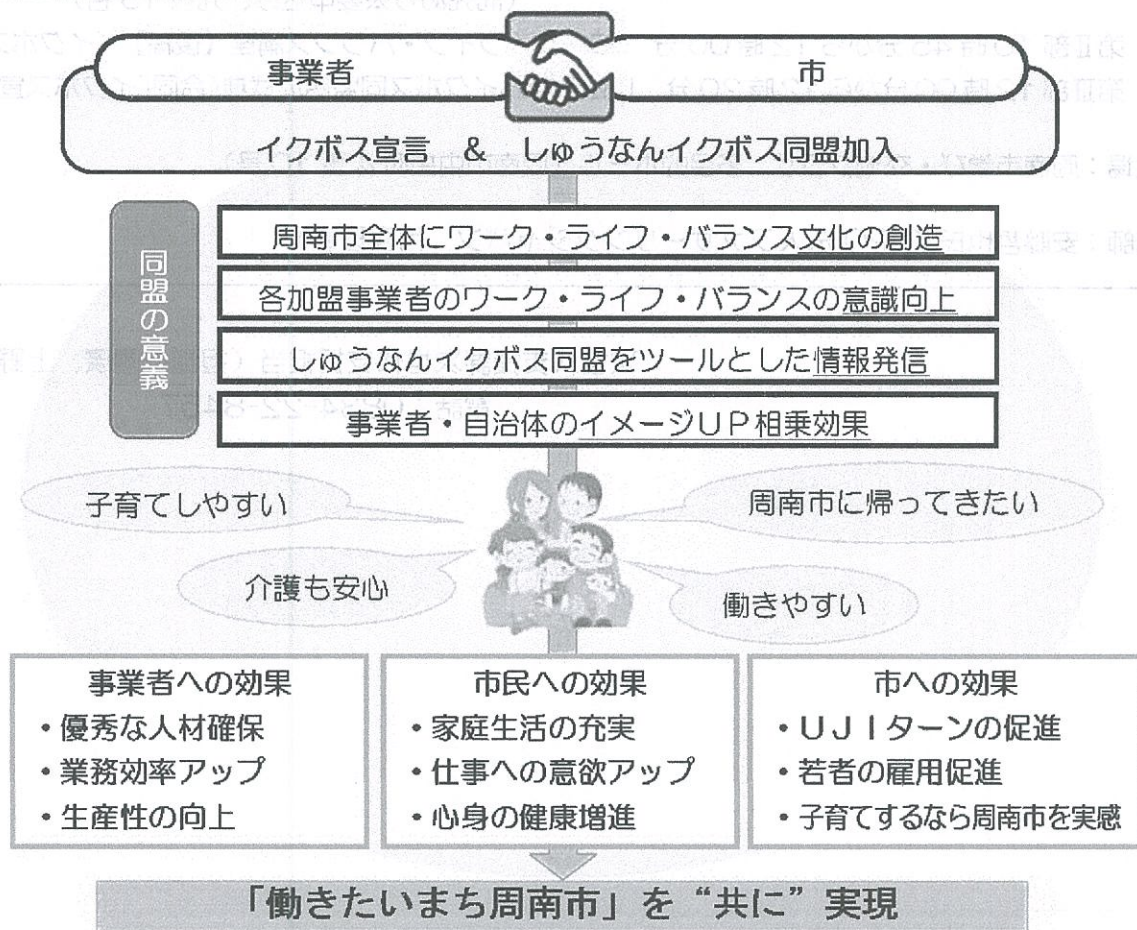 事業者
市
イクボス宣言 & しゅうなんイクボス同盟加入
同盟の意義
周南市全体にワーク・ライフ・バランス文化の創造
各加盟事業者のワーク・ライフ・バランスの意識向上
しゅうなんイクボス同盟をツールとした情報発信
事業者・自治体のイメージUP相乗効果
子育てしやすい
周南市に帰ってきたい
介護も安心
働きやすい
事業者への効果
・優秀な人材確保
・業務効率アップ
・生産性の向上
市民への効果
・家庭生活の充実
・仕事への意欲アップ
・心身の健康増進
市への効果
・UJIターンの促進
・若者の雇用促進
・子育てするなら周南市を実感
「働きたいまち周南市」を“共に”実現